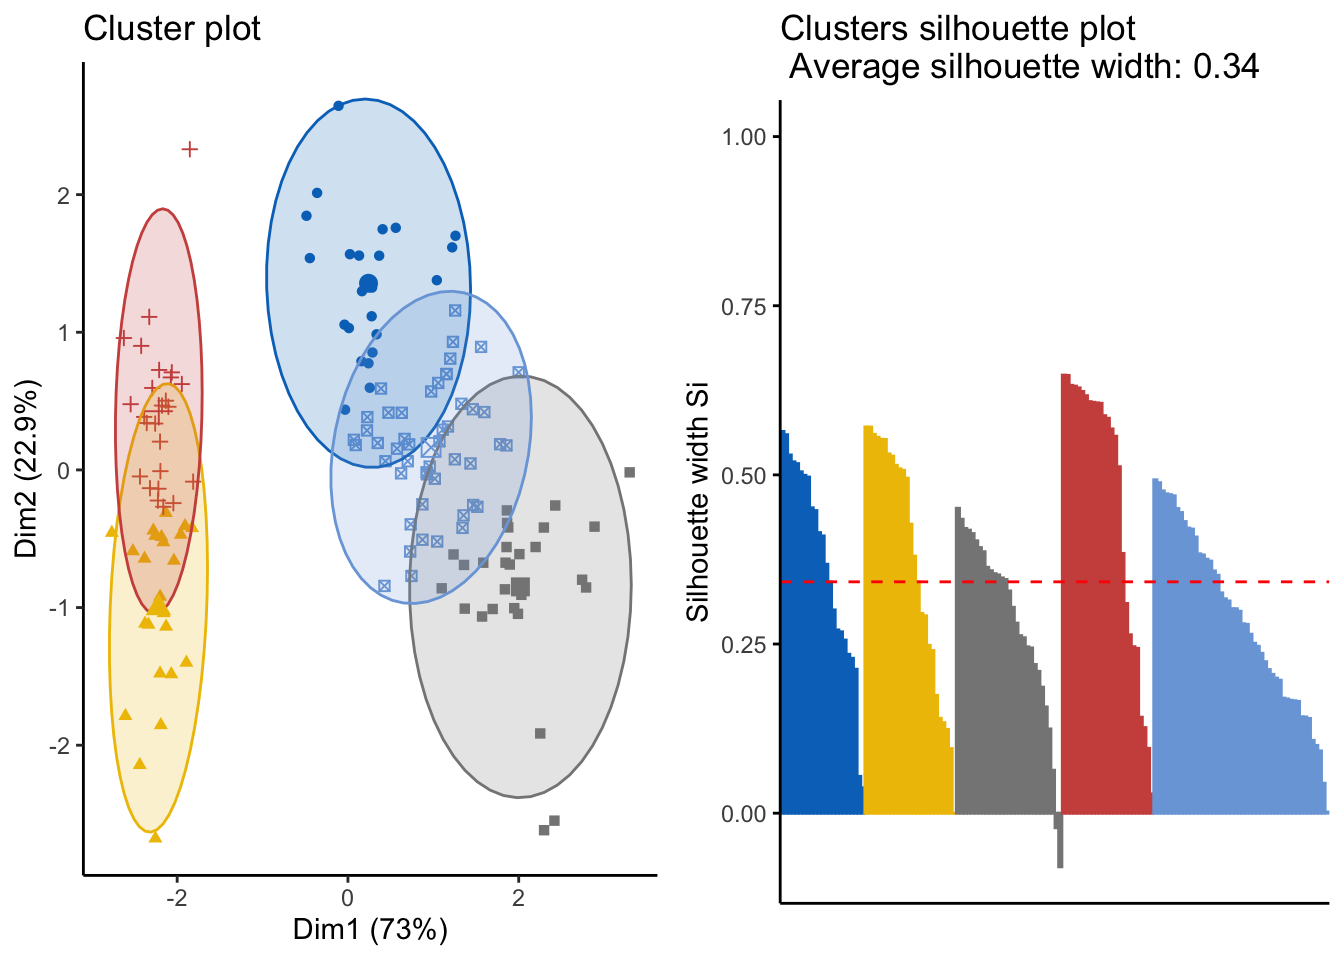 Cluster plot
Dim2 (22.9%)
2
1
0
-1
-2
-2
0
2
Dim1 (73%)
Clusters silhouette plot
Average silhouette width: 0.34
Silhouette width Si
1.00
0.75
0.50
0.25
0.00